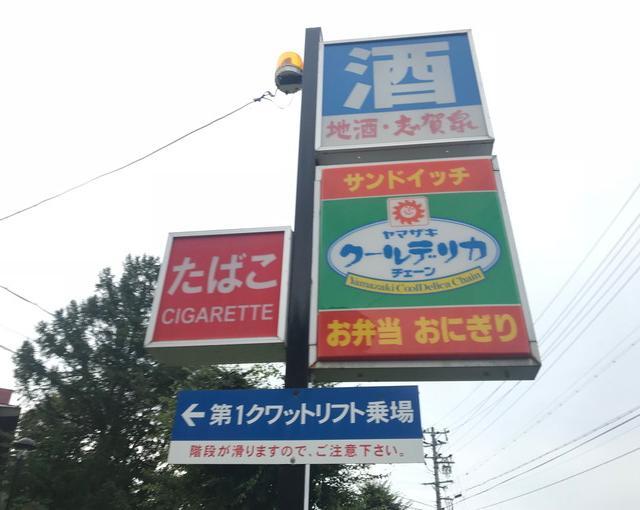 酒
地酒・志賀泉
サンドイッチ
ヤマザキ
クールデリカ
チェーン
Yamazaki CoolDelica Chain
お弁当 おにぎり
たばこ
CIGARETTE
←第1クワットリフト乗場
階段が滑りますので、ご注意下さい。